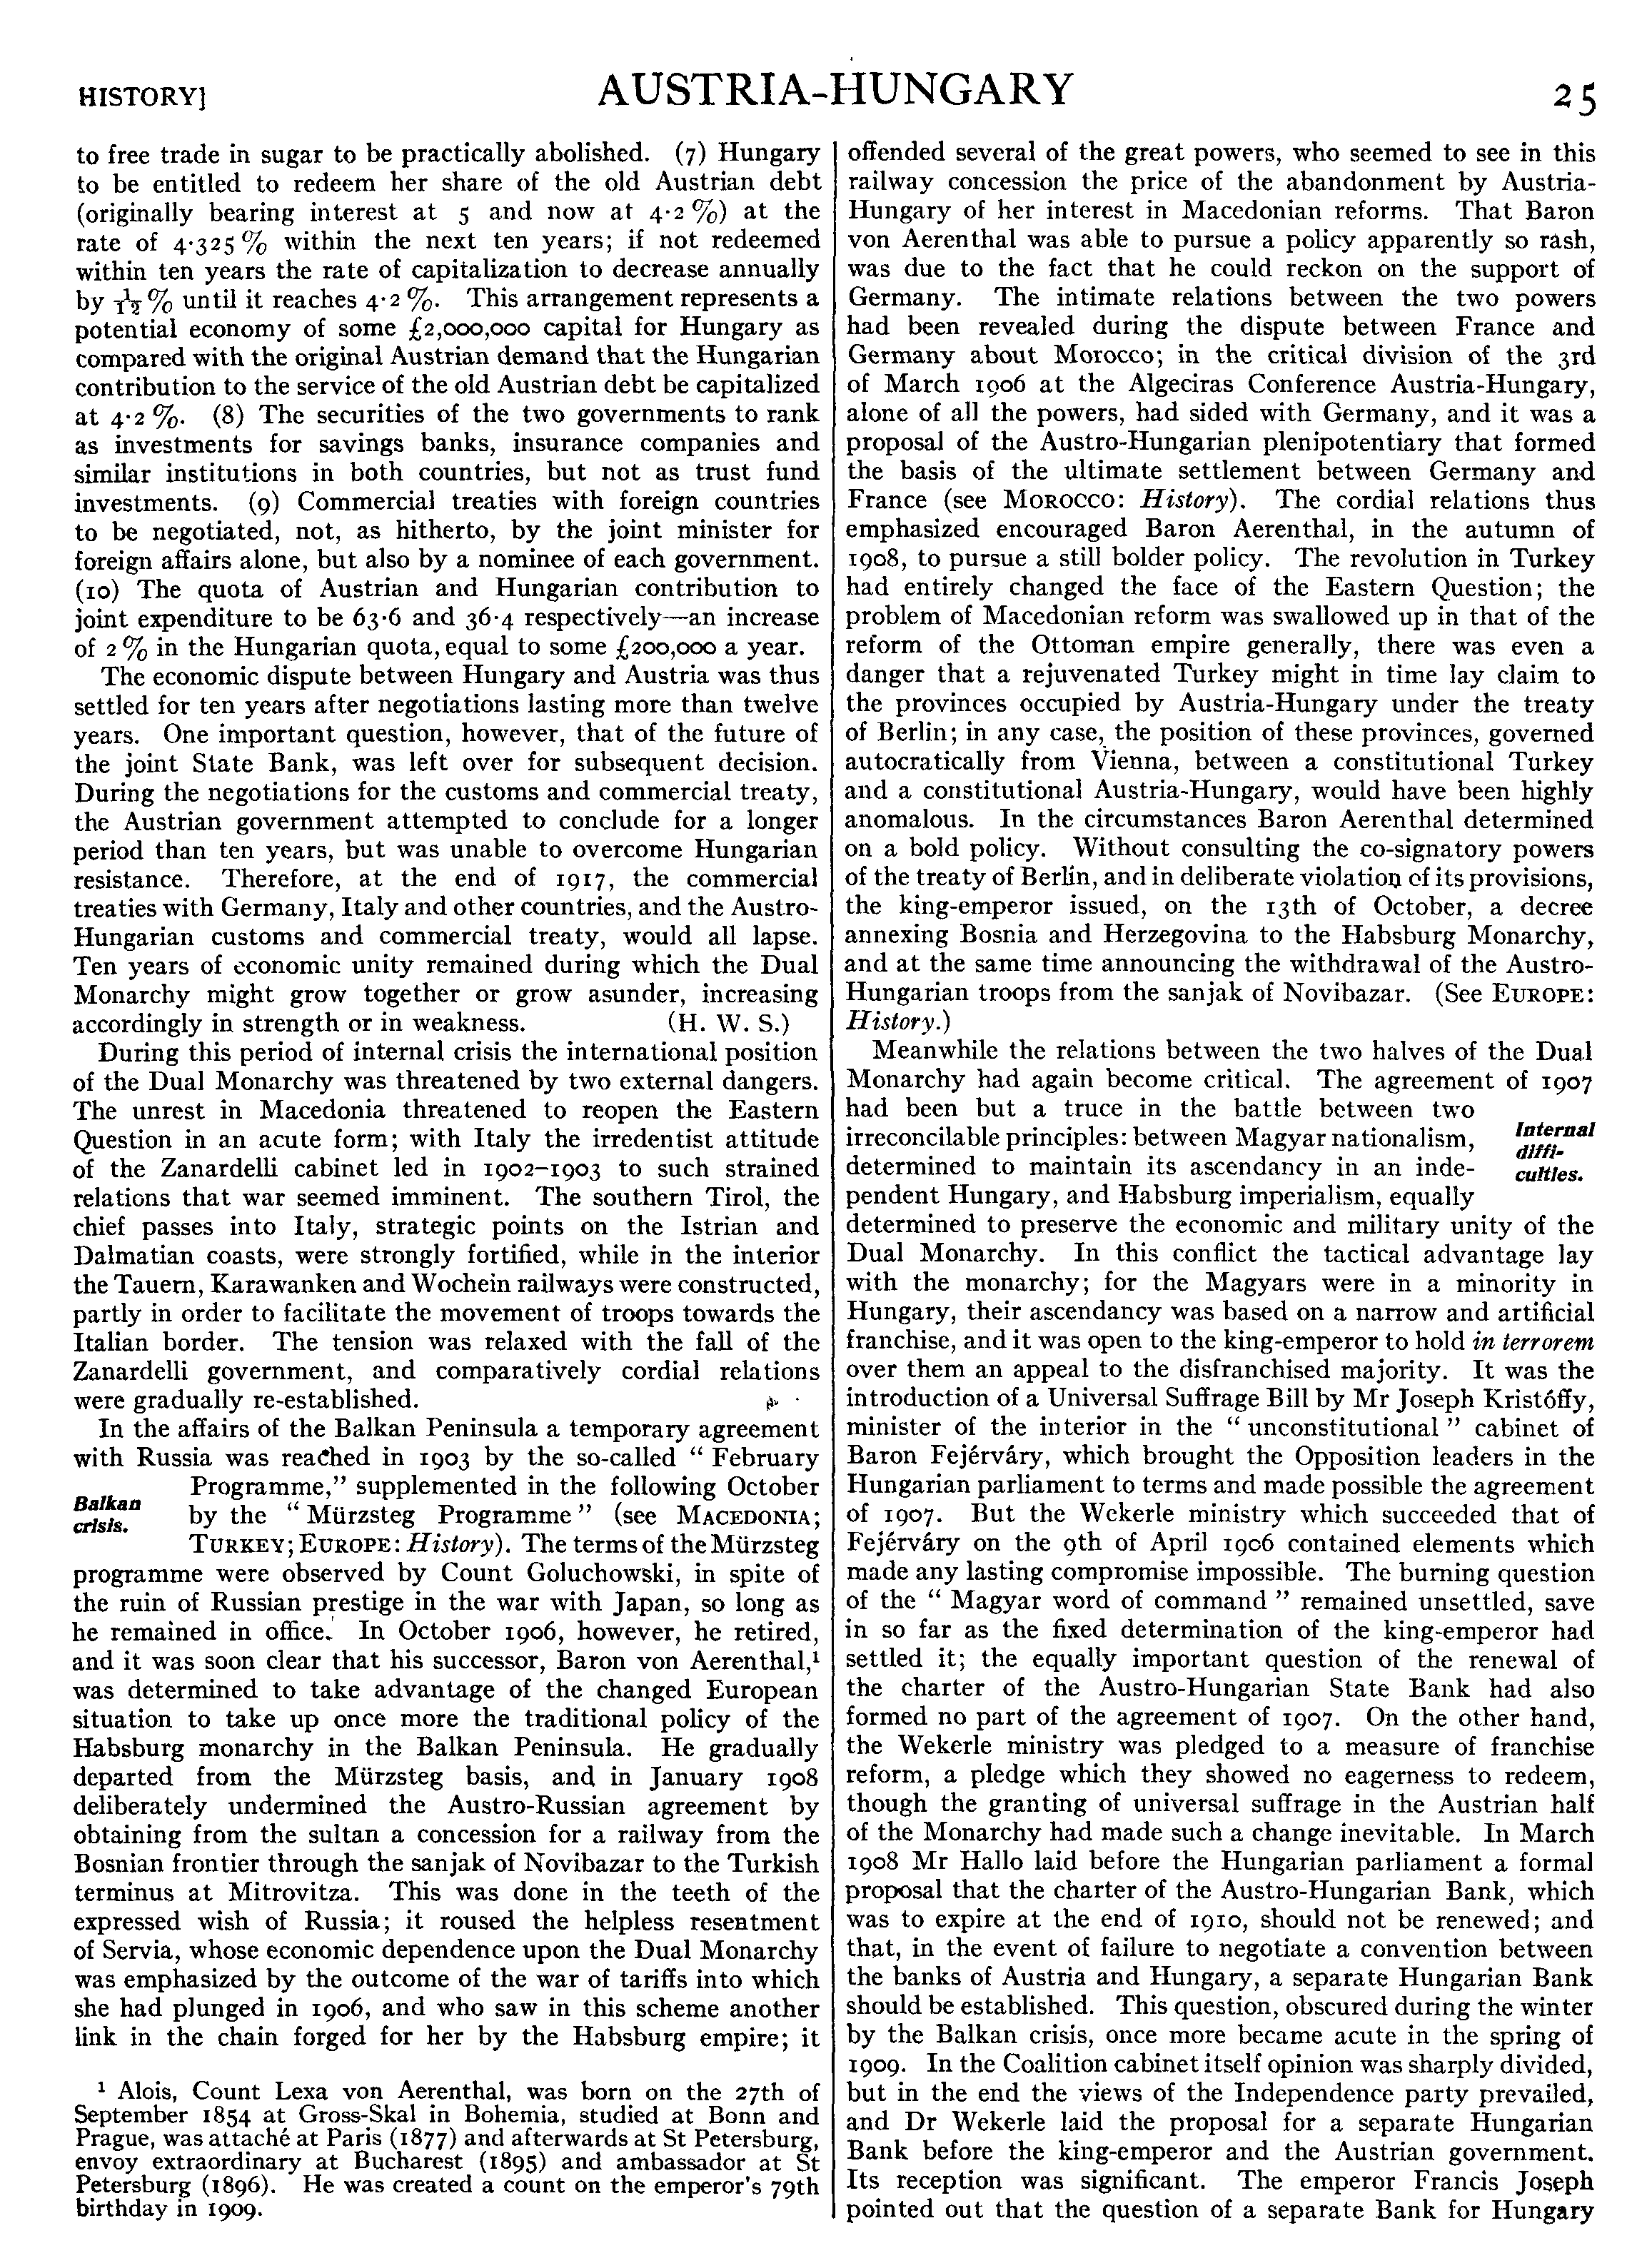 HISTORY]
AUSTRIA-HUNGARY
25
to free trade in sugar to be practically abolished. (7) Hungary
to be entitled to redeem her share of the old Austrian debt
(originally bearing interest at 5 and now at 4·2 %) at the
rate of 4·325 % within the next ten years; if not redeemed
within ten years the rate of capitalization to decrease annually
by 1/12 % until it reaches 4·2 %. This arrangement represents a
potential economy of some £2,000,000 capital for Hungary as
compared with the original Austrian demand that the Hungarian
contribution to the service of the old Austrian debt be capitalized
at 4·2 %. (8) The securities of the two governments to rank
as investments for savings banks, insurance companies and
similar institutions in both countries, but not as trust fund
investments. (9) Commercial treaties with foreign countries
to be negotiated, not, as hitherto, by the joint minister for
foreign affairs alone, but also by a nominee of each government.
(10) The quota of Austrian and Hungarian contribution to
joint expenditure to be 63·6 and 36·4 respectively—an increase
of 2 % in the Hungarian quota, equal to some £200,000 a year.
The economic dispute between Hungary and Austria was thus
settled for ten years after negotiations lasting more than twelve
years. One important question, however, that of the future of
the joint State Bank, was left over for subsequent decision.
During the negotiations for the customs and commercial treaty,
the Austrian government attempted to conclude for a longer
period than ten years, but was unable to overcome Hungarian
resistance. Therefore, at the end of 1917, the commercial
treaties with Germany, Italy and other countries, and the Austro-
Hungarian customs and commercial treaty, would all lapse.
Ten years of economic unity remained during which the Dual
Monarchy might grow together or grow asunder, increasing
accordingly in strength or in weakness. (H. W. S.)
During this period of internal crisis the international position
of the Dual Monarchy was threatened by two external dangers.
The unrest in Macedonia threatened to reopen the Eastern
Question in an acute form; with Italy the irredentist attitude
of the Zanardelli cabinet led in 1902–1903 to such strained
relations that war seemed imminent. The southern Tirol, the
chief passes into Italy, strategic points on the Istrian and
Dalmatian coasts, were strongly fortified, while in the interior
the Tauern, Karawanken and Wochein railways were constructed,
partly in order to facilitate the movement of troops towards the
Italian border. The tension was relaxed with the fall of the
Zanardelli government, and comparatively cordial relations
were gradually re-established.
In the affairs of the Balkan Peninsula a temporary agreement
with Russia was reached in 1903 by the so-called “ February
Programme,” supplemented in the following October
Balkan
crisis.
by the “ Mürzsteg Programme ” (see MACEDONIA;
TURKEY; EUROPE: History). The terms of the Mürzsteg
programme were observed by Count Goluchowski, in spite of
the ruin of Russian prestige in the war with Japan, so long as
he remained in office. In October 1906, however, he retired,
and it was soon clear that his successor, Baron von Aerenthal,¹
was determined to take advantage of the changed European
situation to take up once more the traditional policy of the
Habsburg monarchy in the Balkan Peninsula. He gradually
departed from the Mürzsteg basis, and in January 1908
deliberately undermined the Austro-Russian agreement by
obtaining from the sultan a concession for a railway from the
Bosnian frontier through the sanjak of Novibazar to the Turkish
terminus at Mitrovitza. This was done in the teeth of the
expressed wish of Russia; it roused the helpless resentment
of Servia, whose economic dependence upon the Dual Monarchy
was emphasized by the outcome of the war of tariffs into which
she had plunged in 1906, and who saw in this scheme another
link in the chain forged for her by the Habsburg empire; it
¹ Alois, Count Lexa von Aerenthal, was born on the 27th of
September 1854 at Gross-Skal in Bohemia, studied at Bonn and
Prague, was attaché at Paris (1877) and afterwards at St Petersburg,
envoy extraordinary at Bucharest (1895) and ambassador at St
Petersburg (1896). He was created a count on the emperor's 79th
birthday in 1909.
offended several of the great powers, who seemed to see in this
railway concession the price of the abandonment by Austria-
Hungary of her interest in Macedonian reforms. That Baron
von Aerenthal was able to pursue a policy apparently so rash,
was due to the fact that he could reckon on the support of
Germany. The intimate relations between the two powers
had been revealed during the dispute between France and
Germany about Morocco; in the critical division of the 3rd
of March 1906 at the Algeciras Conference Austria-Hungary,
alone of all the powers, had sided with Germany, and it was a
proposal of the Austro-Hungarian plenipotentiary that formed
the basis of the ultimate settlement between Germany and
France (see MOROCCO: History). The cordial relations thus
emphasized encouraged Baron Aerenthal, in the autumn of
1908, to pursue a still bolder policy. The revolution in Turkey
had entirely changed the face of the Eastern Question; the
problem of Macedonian reform was swallowed up in that of the
reform of the Ottoman empire generally, there was even a
danger that a rejuvenated Turkey might in time lay claim to
the provinces occupied by Austria-Hungary under the treaty
of Berlin; in any case, the position of these provinces, governed
autocratically from Vienna, between a constitutional Turkey
and a constitutional Austria-Hungary, would have been highly
anomalous. In the circumstances Baron Aerenthal determined
on a bold policy. Without consulting the co-signatory powers
of the treaty of Berlin, and in deliberate violation of its provisions,
the king-emperor issued, on the 13th of October, a decree
annexing Bosnia and Herzegovina to the Habsburg Monarchy,
and at the same time announcing the withdrawal of the Austro-
Hungarian troops from the sanjak of Novibazar. (See EUROPE:
History.)
Meanwhile the relations between the two halves of the Dual
Monarchy had again become critical. The agreement of 1907
had been but a truce in the battle between two
Internal
diffi-
culties.
irreconcilable principles: between Magyar nationalism,
determined to maintain its ascendancy in an inde-
pendent Hungary, and Habsburg imperialism, equally
determined to preserve the economic and military unity of the
Dual Monarchy. In this conflict the tactical advantage lay
with the monarchy; for the Magyars were in a minority in
Hungary, their ascendancy was based on a narrow and artificial
franchise, and it was open to the king-emperor to hold in terrorem
over them an appeal to the disfranchised majority. It was the
introduction of a Universal Suffrage Bill by Mr Joseph Kristóffy,
minister of the interior in the “ unconstitutional ” cabinet of
Baron Fejérváry, which brought the Opposition leaders in the
Hungarian parliament to terms and made possible the agreement
of 1907. But the Wekerle ministry which succeeded that of
Fejérváry on the 9th of April 1906 contained elements which
made any lasting compromise impossible. The burning question
of the “ Magyar word of command ” remained unsettled, save
in so far as the fixed determination of the king-emperor had
settled it; the equally important question of the renewal of
the charter of the Austro-Hungarian State Bank had also
formed no part of the agreement of 1907. On the other hand,
the Wekerle ministry was pledged to a measure of franchise
reform, a pledge which they showed no eagerness to redeem,
though the granting of universal suffrage in the Austrian half
of the Monarchy had made such a change inevitable. In March
1908 Mr Hallo laid before the Hungarian parliament a formal
proposal that the charter of the Austro-Hungarian Bank, which
was to expire at the end of 1910, should not be renewed; and
that, in the event of failure to negotiate a convention between
the banks of Austria and Hungary, a separate Hungarian Bank
should be established. This question, obscured during the winter
by the Balkan crisis, once more became acute in the spring of
1909. In the Coalition cabinet itself opinion was sharply divided,
but in the end the views of the Independence party prevailed,
and Dr Wekerle laid the proposal for a separate Hungarian
Bank before the king-emperor and the Austrian government.
Its reception was significant. The emperor Francis Joseph
pointed out that the question of a separate Bank for Hungary